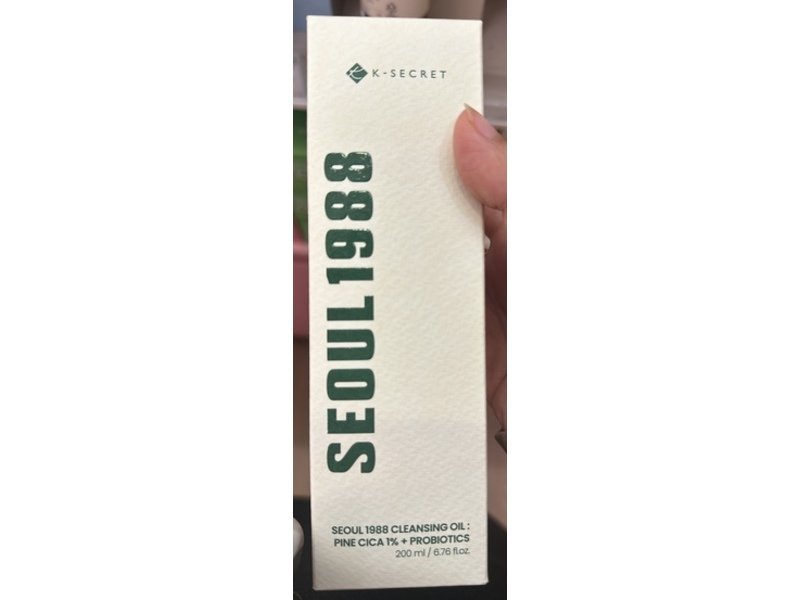 K-SECRET
SEOUL 1988
SEOUL 1988 CLEANSING OIL :
PINE CICA 1% + PROBIOTICS
200 ml / 6.76 fl.oz.